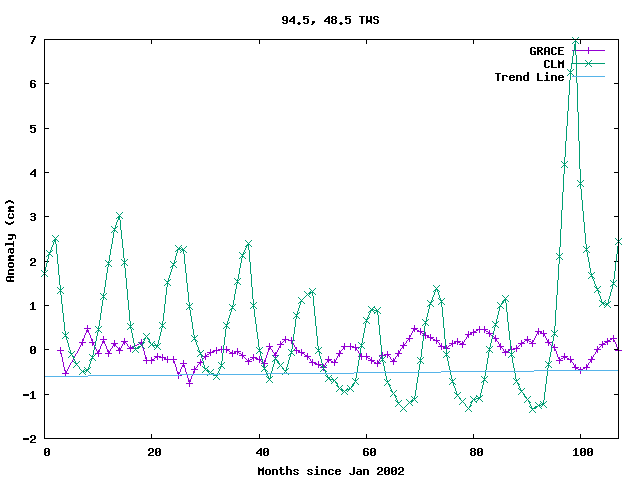 94.5, 48.5 TWS
GRACE
CLM
Trend Line
7
6
5
4
3
2
1
0
-1
-2
Anomaly (cm)
0 20 40 60 80 100
Months since Jan 2002